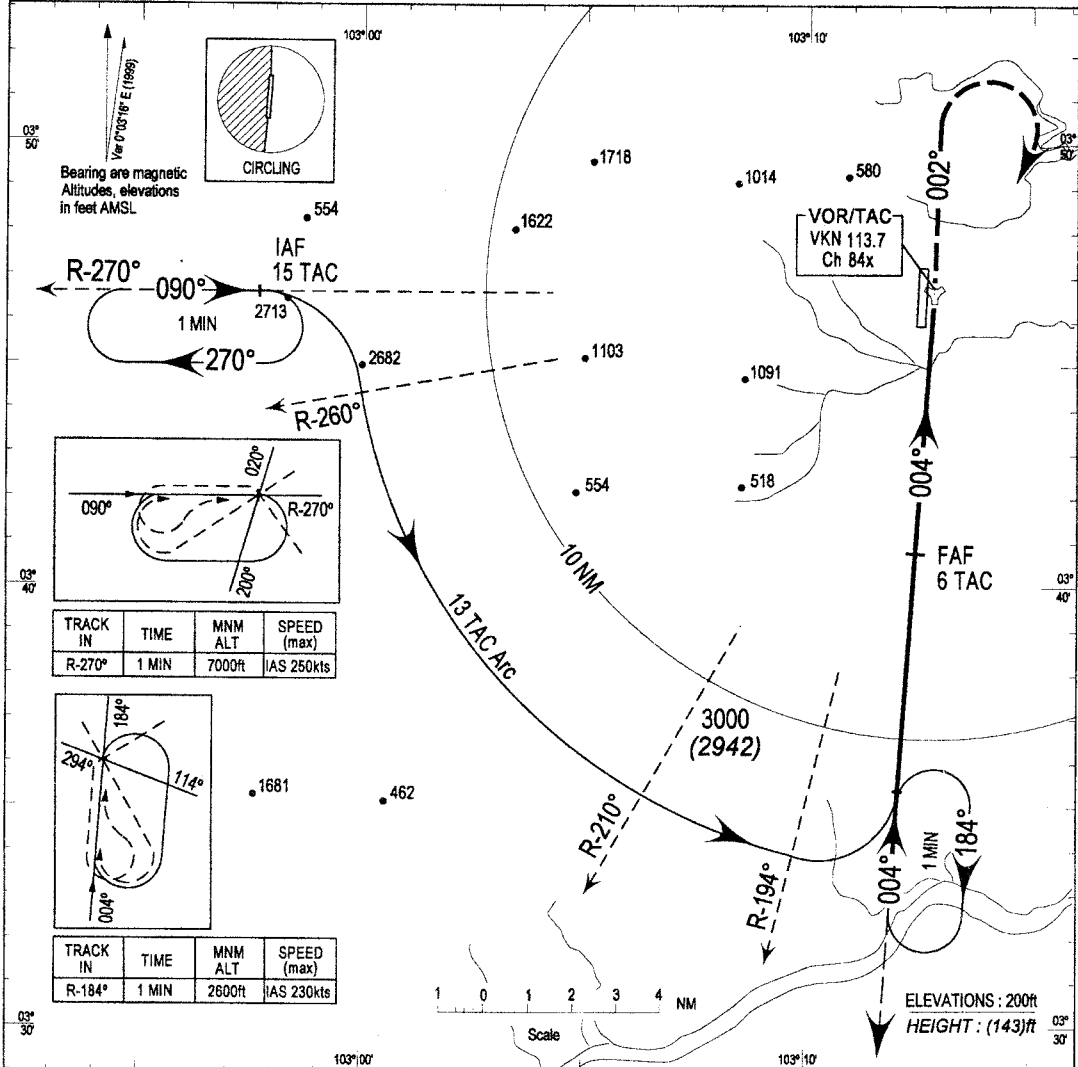 103° 00'
103° 10'
Var 0°03'16" E (1999)
Bearing are magnetic
Altitudes, elevations
in feet AMSL
CIRCLING
03°
50'
03°
50'
1718
1014
580
554
1622
002°
VOR/TAC
VKN 113.7
Ch 84x
IAF
15 TAC
R-270°
090°
2713
1 MIN
270°
2682
1103
1091
R-260°
020°
090°
R-270°
200°
554
518
004°
10 NM
FAF
6 TAC
03°
40'
03°
40'
13 TAC Arc
TRACK IN TIME MNM ALT SPEED (max)
R-270° 1 MIN 7000ft IAS 250kts
184°
294°
114°
004°
1681
462
3000
(2942)
R-210°
R-194°
004°
1 MIN
184°
TRACK IN TIME MNM ALT SPEED (max)
R-184° 1 MIN 2600ft IAS 230kts
1 0 1 2 3 4 NM
Scale
ELEVATIONS : 200ft
HEIGHT : (143)ft
03°
30'
03°
30'
103° 00'
103° 10'